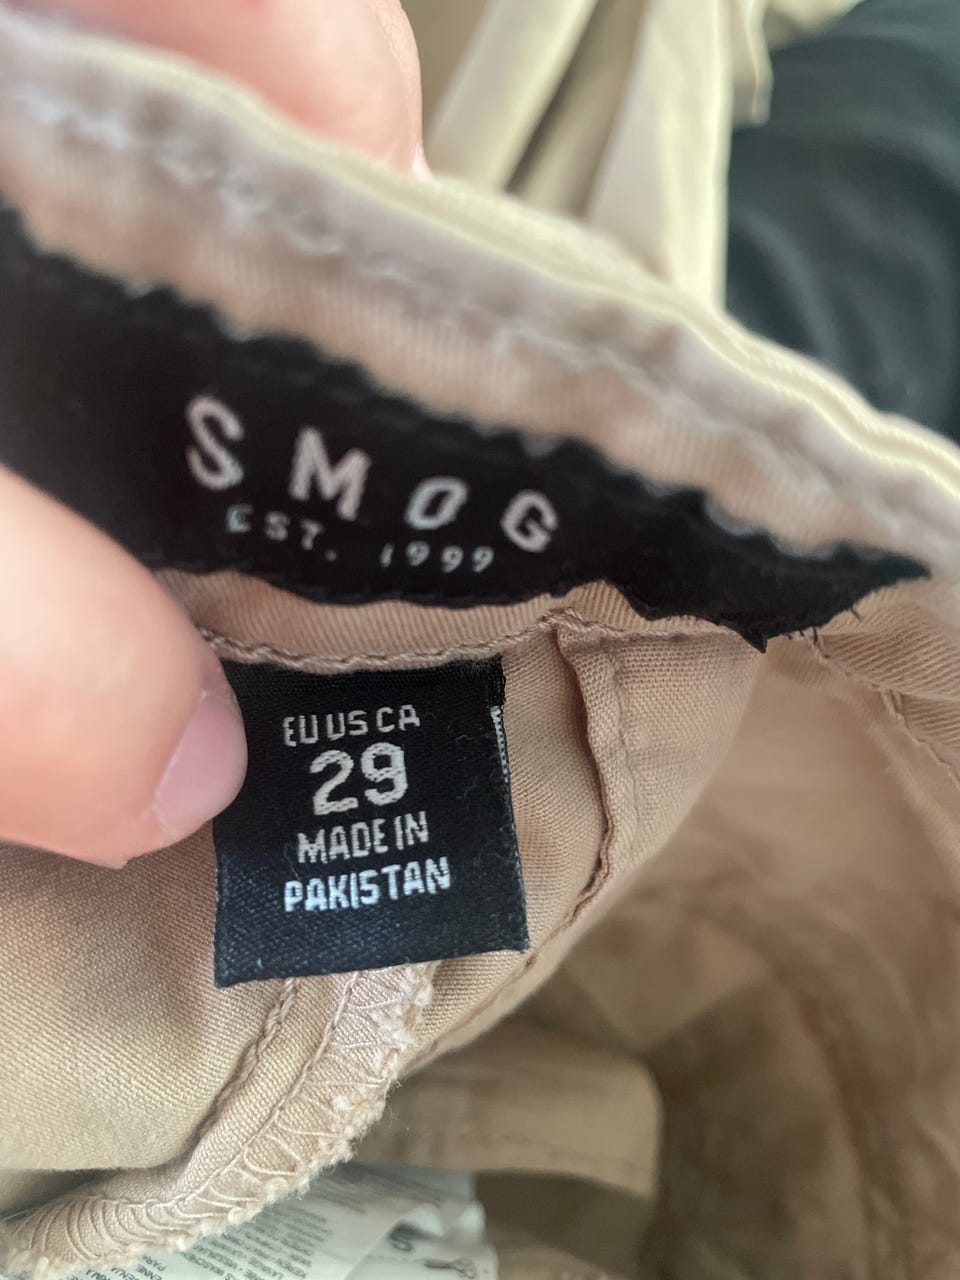 SMOG
EST. 1999
EU US CA
29
MADE IN
PAKISTAN